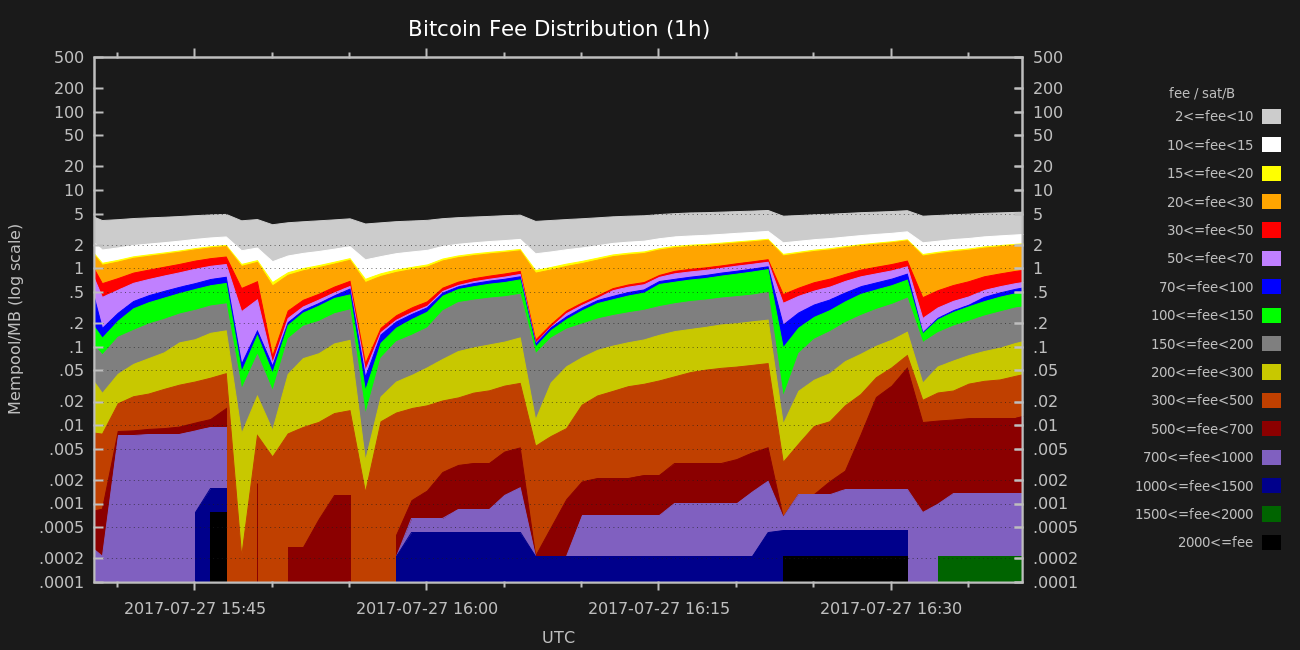 Bitcoin Fee Distribution (1h)
500 500
200 200
100 100
50 50
20 20
10 10
5 5
2 2
1 1
.5 .5
.2 .2
.1 .1
.05 .05
.02 .02
.01 .01
.005 .005
.002 .002
.001 .001
.0005 .0005
.0002 .0002
.0001 .0001
Mempool/MB (log scale)
2017-07-27 15:45 2017-07-27 16:00 2017-07-27 16:15 2017-07-27 16:30
UTC
fee / sat/B
2<=fee<10
10<=fee<15
15<=fee<20
20<=fee<30
30<=fee<50
50<=fee<70
70<=fee<100
100<=fee<150
150<=fee<200
200<=fee<300
300<=fee<500
500<=fee<700
700<=fee<1000
1000<=fee<1500
1500<=fee<2000
2000<=fee